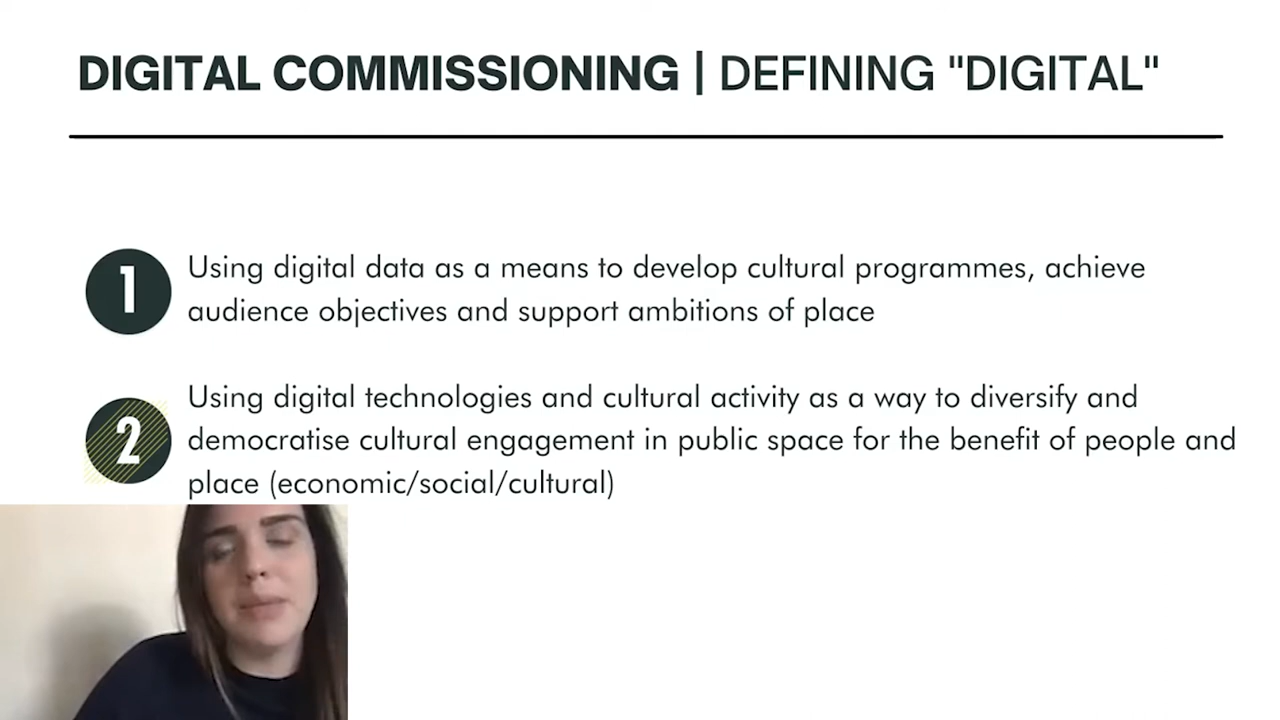 DIGITAL COMMISSIONING | DEFINING "DIGITAL"
1
Using digital data as a means to develop cultural programmes, achieve
audience objectives and support ambitions of place
2
Using digital technologies and cultural activity as a way to diversify and
democratise cultural engagement in public space for the benefit of people and
place (economic/social/cultural)